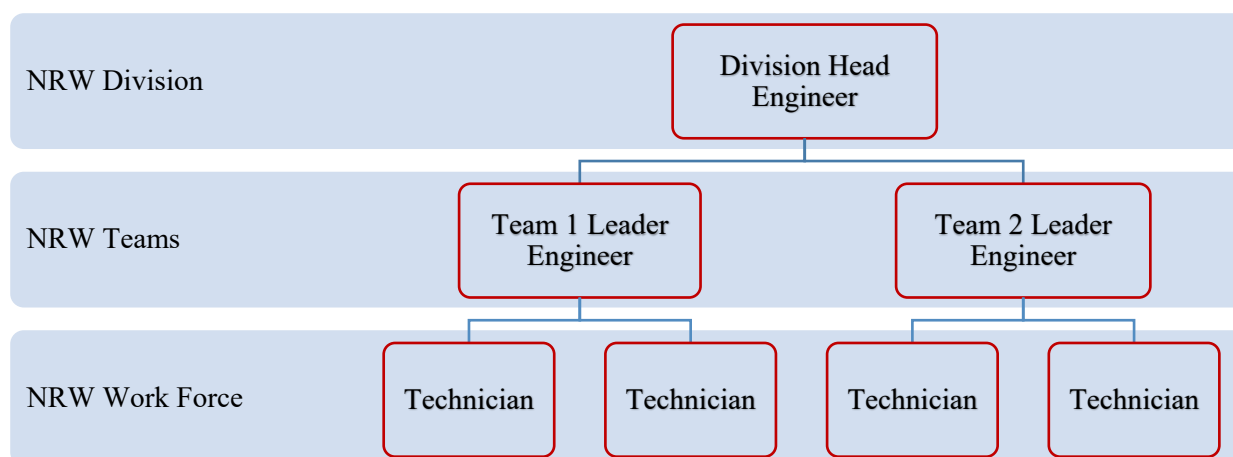 NRW Division
Division Head
Engineer
NRW Teams
Team 1 Leader
Engineer
Team 2 Leader
Engineer
NRW Work Force
Technician
Technician
Technician
Technician